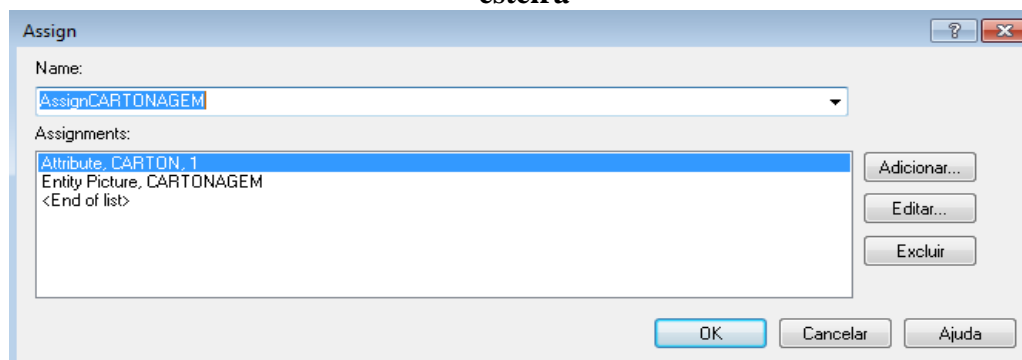 esteira
Assign
Name:
AssignCARTONAGEM
Assignments:
Attribute, CARTON, 1
Entity Picture, CARTONAGEM
<End of list>
Adicionar...
Editar...
Excluir
OK
Cancelar
Ajuda